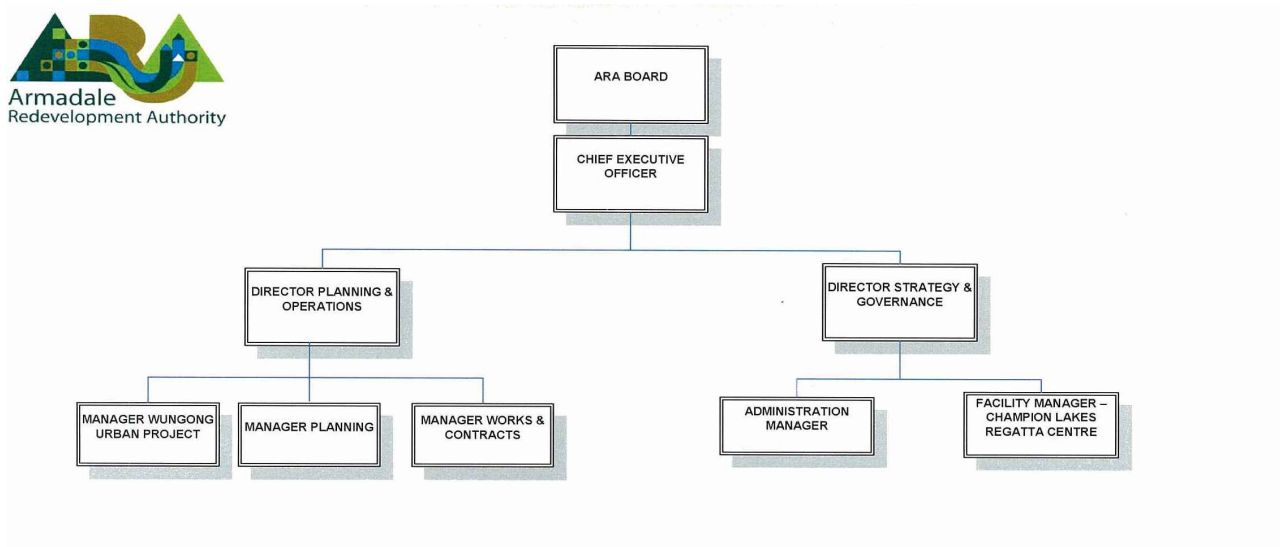 Armadale
Redevelopment Authority
ARA BOARD
CHIEF EXECUTIVE
OFFICER
DIRECTOR PLANNING &
OPERATIONS
DIRECTOR STRATEGY &
GOVERNANCE
MANAGER WUNGONG
URBAN PROJECT
MANAGER PLANNING
MANAGER WORKS &
CONTRACTS
ADMINISTRATION
MANAGER
FACILITY MANAGER –
CHAMPION LAKES
REGATTA CENTRE